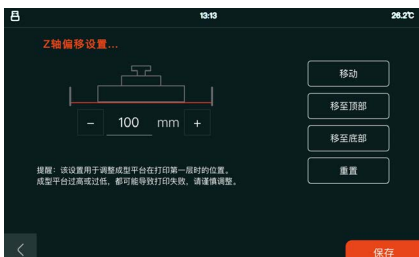 13:13
26.2℃
Z轴偏移设置...
移动
移至顶部
- 100 mm +
移至底部
提醒：该设置用于调整成型平台在打印第一层时的位置。
成型平台过高或过低，都可能导致打印失败，请谨慎调整。
重置
保存